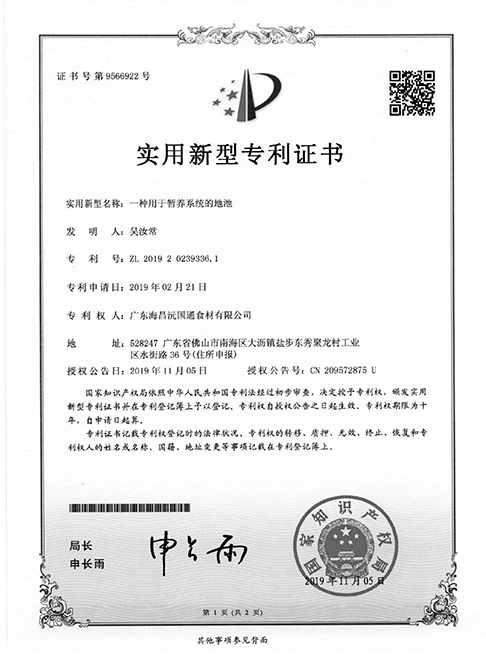 证书号第9566922号
实用新型专利证书
实用新型名称：一种用于暂养系统的地池
发明人：吴汝常
专利号：ZL 2019 2 0239336.1
专利申请日：2019年02月21日
专利权人：广东海昌沅国通食材有限公司
地址：528247 广东省佛山市南海区大沥镇盐步东秀聚龙村工业
区水街路36号(住所申报)
授权公告日：2019年11月05日 授权公告号：CN 209572875 U
国家知识产权局依照中华人民共和国专利法经过初步审查，决定授予专利权，颁发实用
新型专利证书并在专利登记簿上予以登记。专利权自授权公告之日起生效。专利权期限为十
年，自申请日起算。
专利证书记载专利权登记时的法律状况。专利权的转移、质押、无效、终止、恢复和专利
权人的姓名或名称、国籍、地址变更等事项记载在专利登记簿上。
局长
申长雨
申长雨
国家知识产权局
2019年11月05日
第1页(共2页)
其他事项参见背面